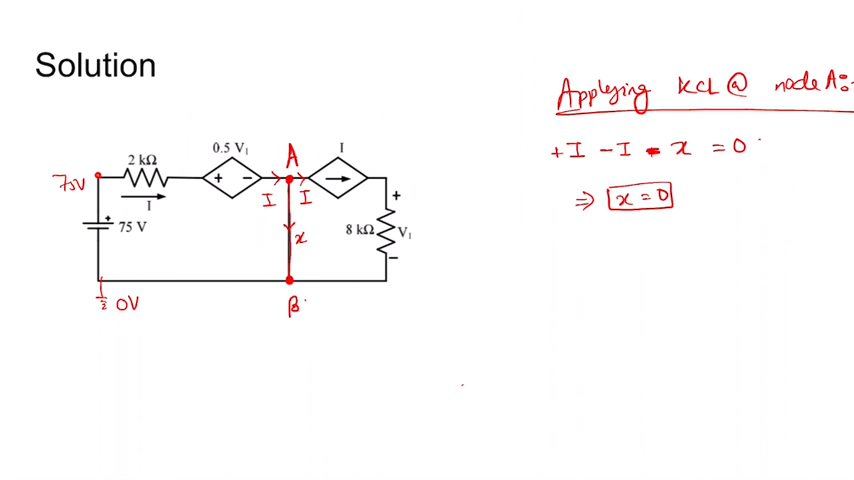 Solution
Applying KCL @ node A:-
+I - I - x = 0
⇒ x = 0
2 kΩ
0.5 V₁
A
I
75V
I
I
I
+
-
+
75 V
x
8 kΩ
V₁
+
-
0V
B